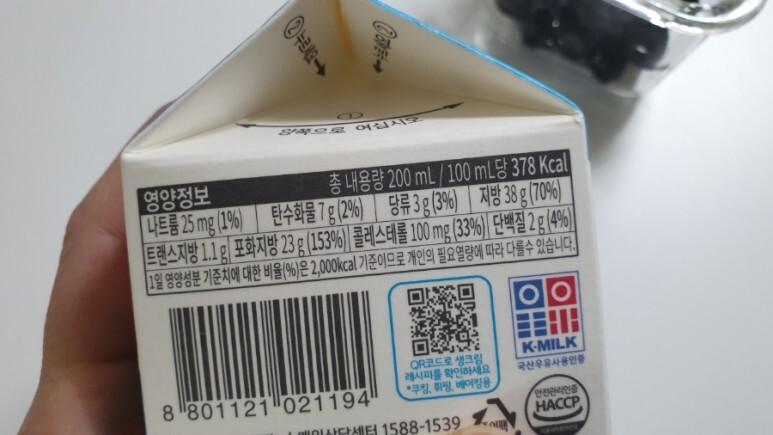 ② 누르세요
①
양쪽으로 여십시오
영양정보
총 내용량 200 mL / 100 mL당 378 Kcal
나트륨 25 mg (1%) 탄수화물 7 g (2%) 당류 3 g (3%) 지방 38 g (70%)
트랜스지방 1.1 g 포화지방 23 g (153%) 콜레스테롤 100 mg (33%) 단백질 2 g (4%)
1일 영양성분 기준치에 대한 비율(%)은 2,000kcal 기준이므로 개인의 필요열량에 따라 다를수 있습니다.
QR코드로 생크림
레시피를 확인하세요
*쿠킹, 휘핑, 베이킹용
K-MILK
국산우유사용인증
8 801121 021194
안전관리인증
HACCP
1588-1539